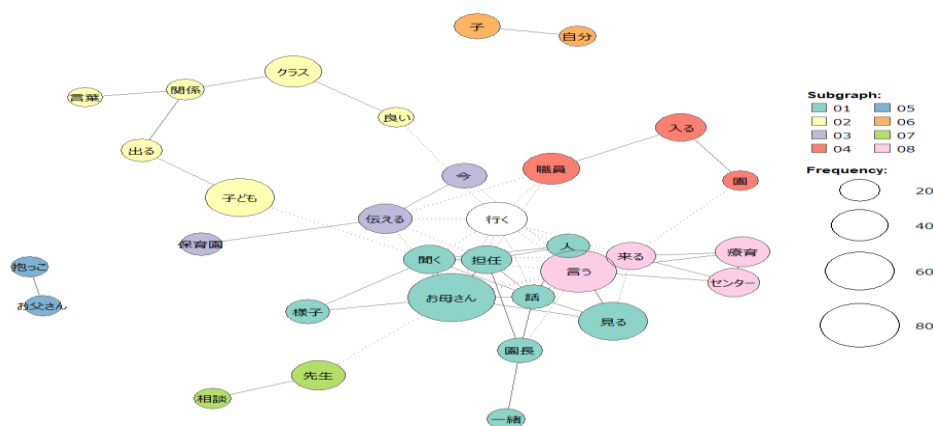 子
自分
クラス
関係
言葉
良い
出る
入る
職員
園
今
子ども
行く
伝える
保育園
人
聞く
担任
来る
療育
言う
センター
抱っこ
お父さん
お母さん
話
様子
見る
園長
先生
相談
一緒
Subgraph:
01 05
02 06
03 07
04 08
Frequency:
20
40
60
80